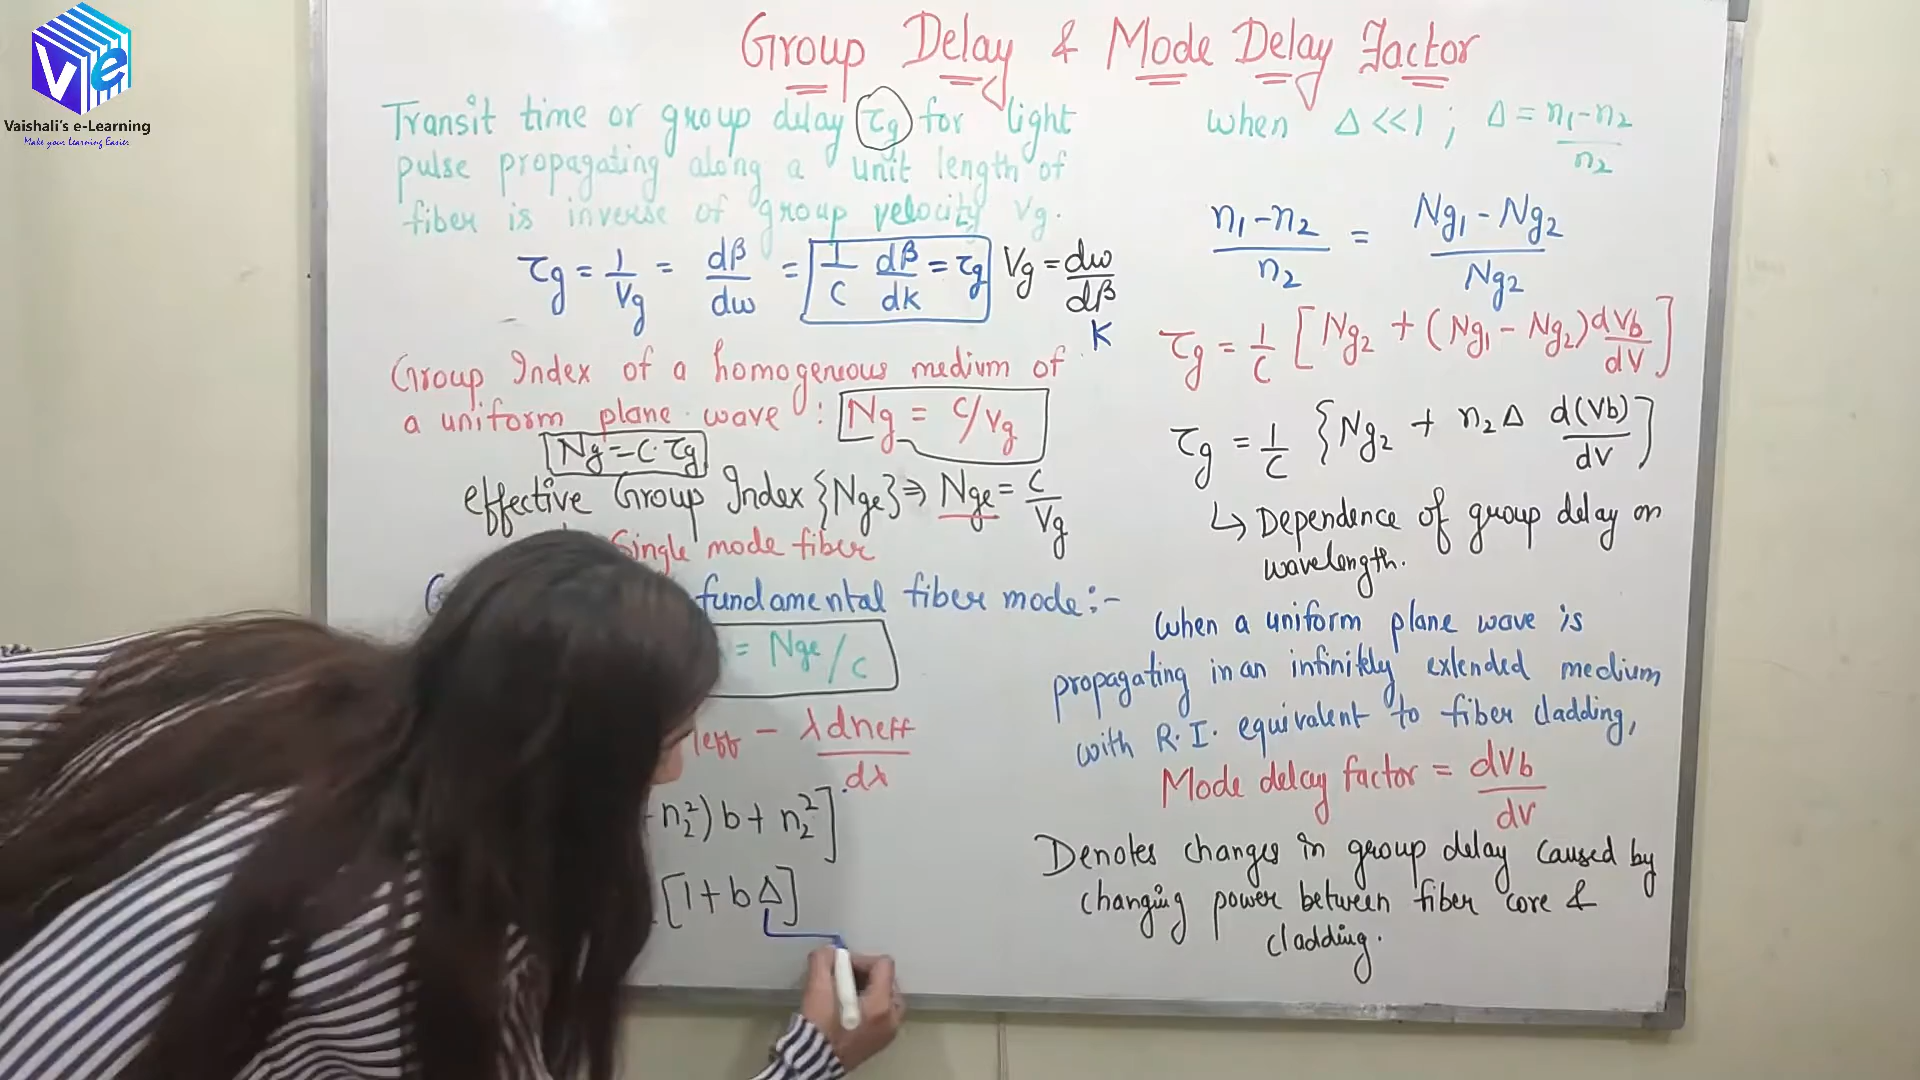 Vaishali's e-Learning
Make your Learning Easier
Group Delay & Mode Delay Factor
Transit time or group delay τg for light
pulse propagating along a unit length of
fiber is inverse of group velocity Vg.
τg = 1/Vg = dβ/dω = 1/C dβ/dK = τg Vg = dω/dβ
K
Group Index of a homogeneous medium of
a uniform plane wave : Ng = C/Vg
Ng = C·τg
effective Group Index {Nge} ⇒ Nge = C/Vg
Single mode fiber
fundamental fiber mode:-
= Nge/C
- λ dneff/dλ
n2²) b + n2²]
[1 + bΔ]
when Δ << 1 ; Δ = n1-n2/n2
n1-n2/n2 = Ng1 - Ng2/Ng2
τg = 1/C [Ng2 + (Ng1 - Ng2) dVb/dV]
τg = 1/C {Ng2 + n2Δ d(Vb)/dV]
↳ Dependence of group delay on
wavelength.
When a uniform plane wave is
propagating in an infinitely extended medium
with R.I. equivalent to fiber cladding,
Mode delay factor = dVb/dV
Denotes changes in group delay caused by
changing power between fiber core &
cladding.